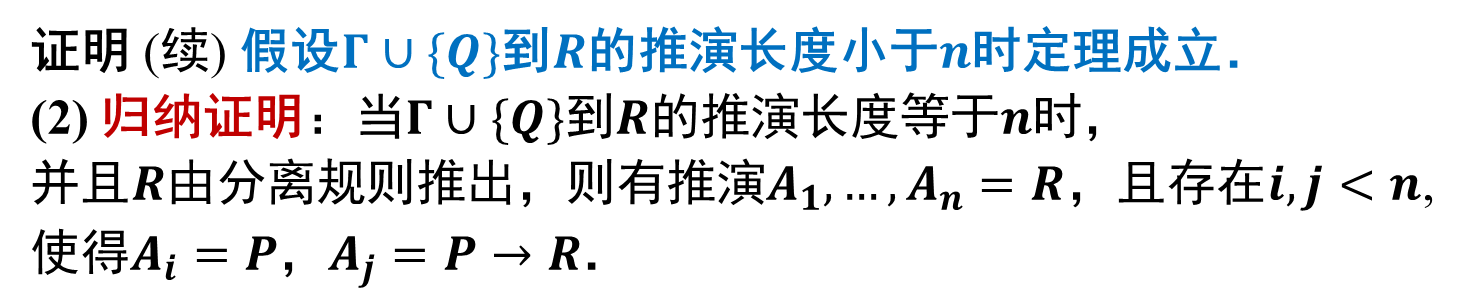 证明 (续) 假设Γ ∪ {Q}到R的推演长度小于n时定理成立.
(2) 归纳证明：当Γ ∪ {Q}到R的推演长度等于n时，
并且R由分离规则推出，则有推演A₁, … , Aₙ = R，且存在i, j < n,
使得Aᵢ = P，Aⱼ = P → R.